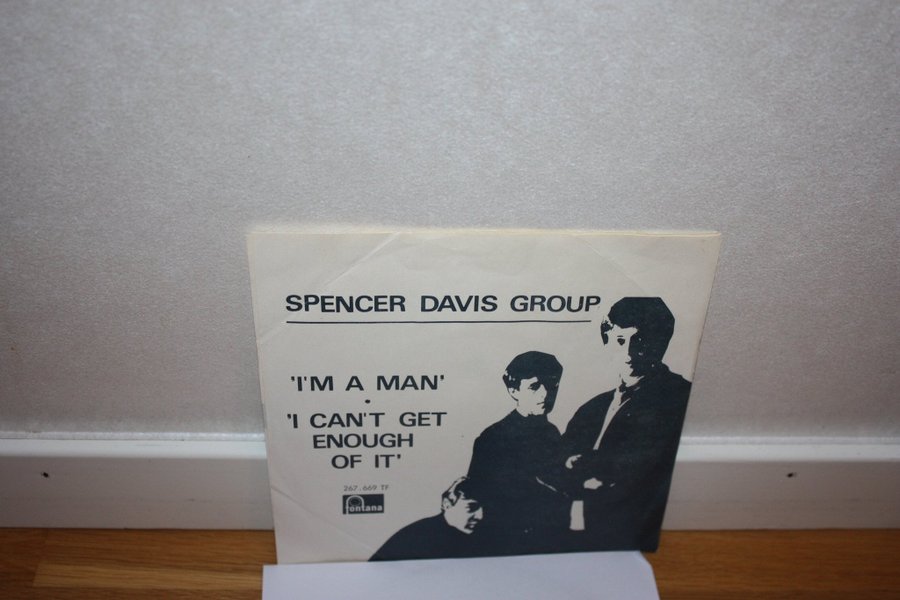 SPENCER DAVIS GROUP
'I'M A MAN'
•
'I CAN'T GET
ENOUGH
OF IT'
267.669 TF
fontana